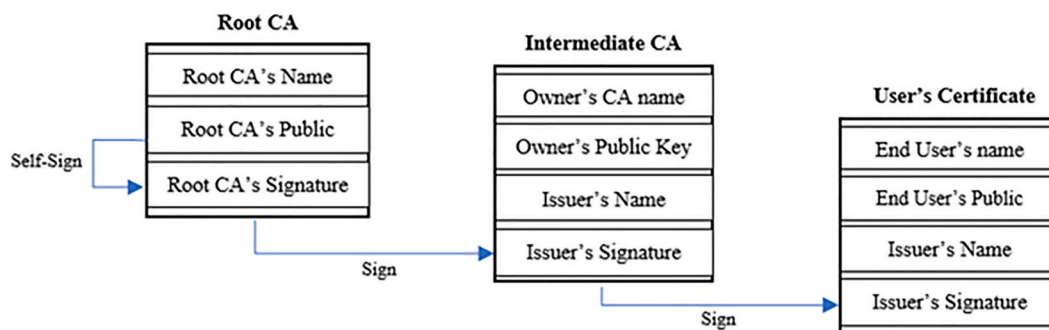 Root CA
Root CA's Name
Root CA's Public
Root CA's Signature
Self-Sign
Sign
Intermediate CA
Owner's CA name
Owner's Public Key
Issuer's Name
Issuer's Signature
Sign
User's Certificate
End User's name
End User's Public
Issuer's Name
Issuer's Signature